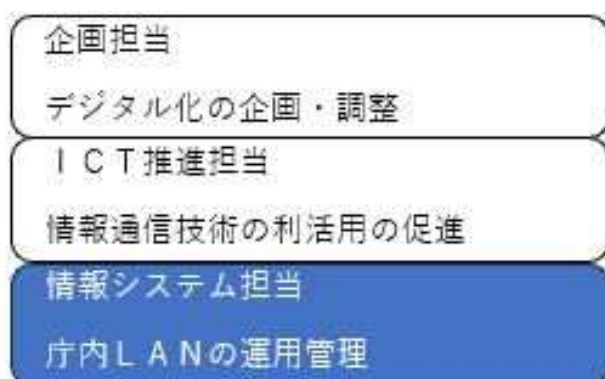 企画担当
デジタル化の企画・調整
ＩＣＴ推進担当
情報通信技術の利活用の促進
情報システム担当
庁内ＬＡＮの運用管理